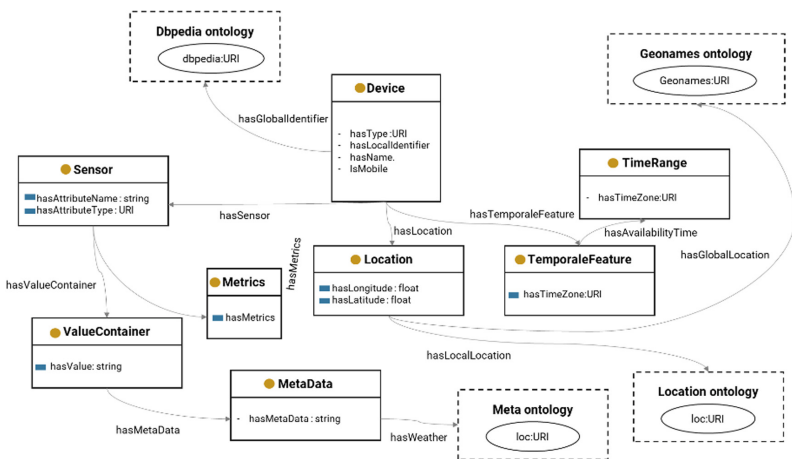 Dbpedia ontology
dbpedia:URI
Geonames ontology
Geonames:URI
Device
- hasType:URI
- hasLocalIdentifier
- hasName.
- IsMobile
hasGlobalIdentifier
Sensor
hasAttributeName: string
hasAttributeType: URI
TimeRange
- hasTimeZone:URI
hasSensor
hasTemporaleFeature
hasLocation
hasAvailabilityTime
hasGlobalLocation
hasMetrics
Location
hasLongitude: float
hasLatitude: float
TemporaleFeature
hasTimeZone:URI
hasValueContainer
Metrics
hasMetrics
ValueContainer
hasValue: string
hasLocalLocation
MetaData
- hasMetaData: string
hasMetaData
hasWeather
Meta ontology
loc:URI
Location ontology
loc:URI